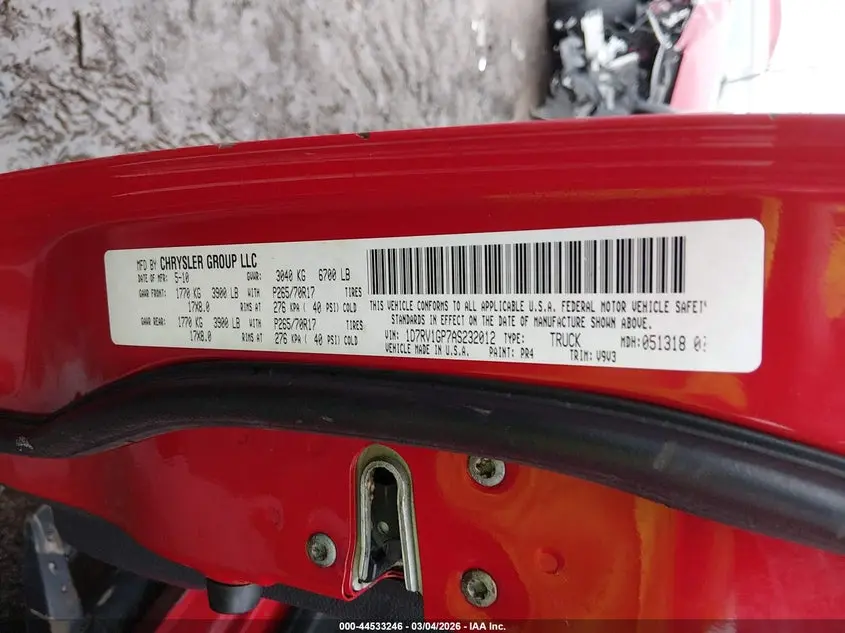 MFD BY CHRYSLER GROUP LLC
DATE OF MFR: 5-10 GVWR: 3040 KG 6700 LB
GAWR FRONT: 1770 KG 3900 LB WITH P265/70R17 TIRES
17X8.0 RIMS AT 276 KPA ( 40 PSI) COLD
GAWR REAR: 1770 KG 3900 LB WITH P265/70R17 TIRES
17X8.0 RIMS AT 276 KPA ( 40 PSI) COLD
THIS VEHICLE CONFORMS TO ALL APPLICABLE U.S.A. FEDERAL MOTOR VEHICLE SAFETY
STANDARDS IN EFFECT ON THE DATE OF MANUFACTURE SHOWN ABOVE.
VIN: 1D7RV1GP7AS232012 TYPE: TRUCK MDH: 051318
VEHICLE MADE IN U.S.A. PAINT: PR4 TRIM: V9V3
000-44533246 - 03/04/2026 - IAA Inc.